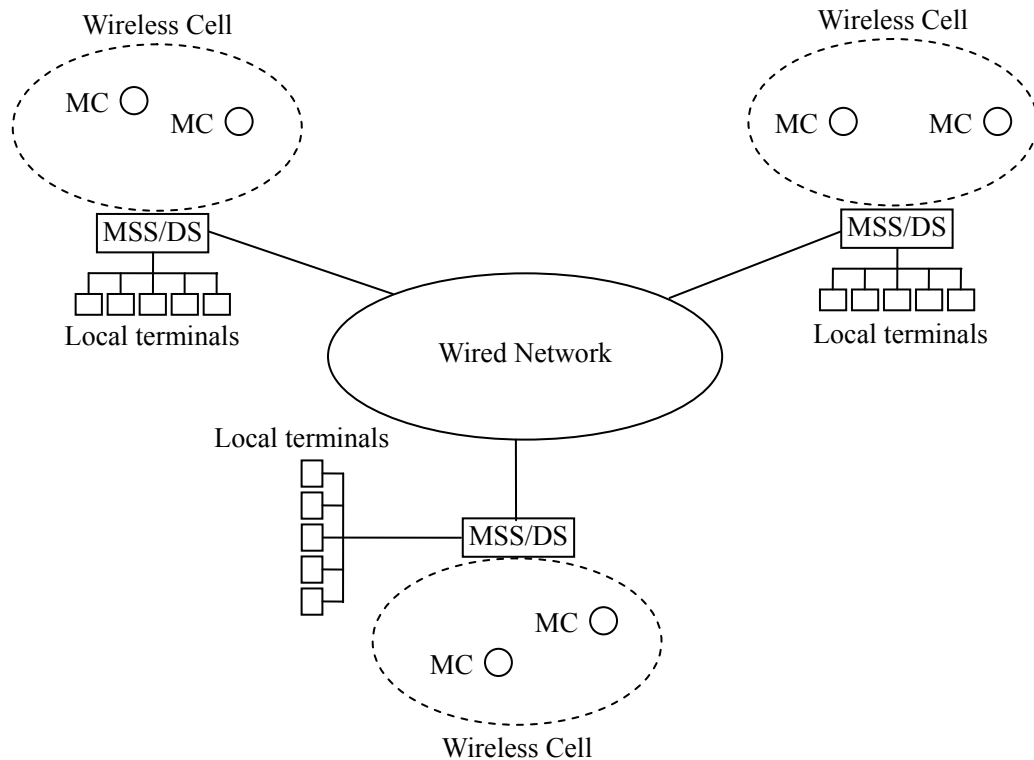 Wireless Cell
MC
MC
MSS/DS
Local terminals
Wireless Cell
MC
MC
MSS/DS
Local terminals
Wired Network
Local terminals
MSS/DS
MC
MC
Wireless Cell